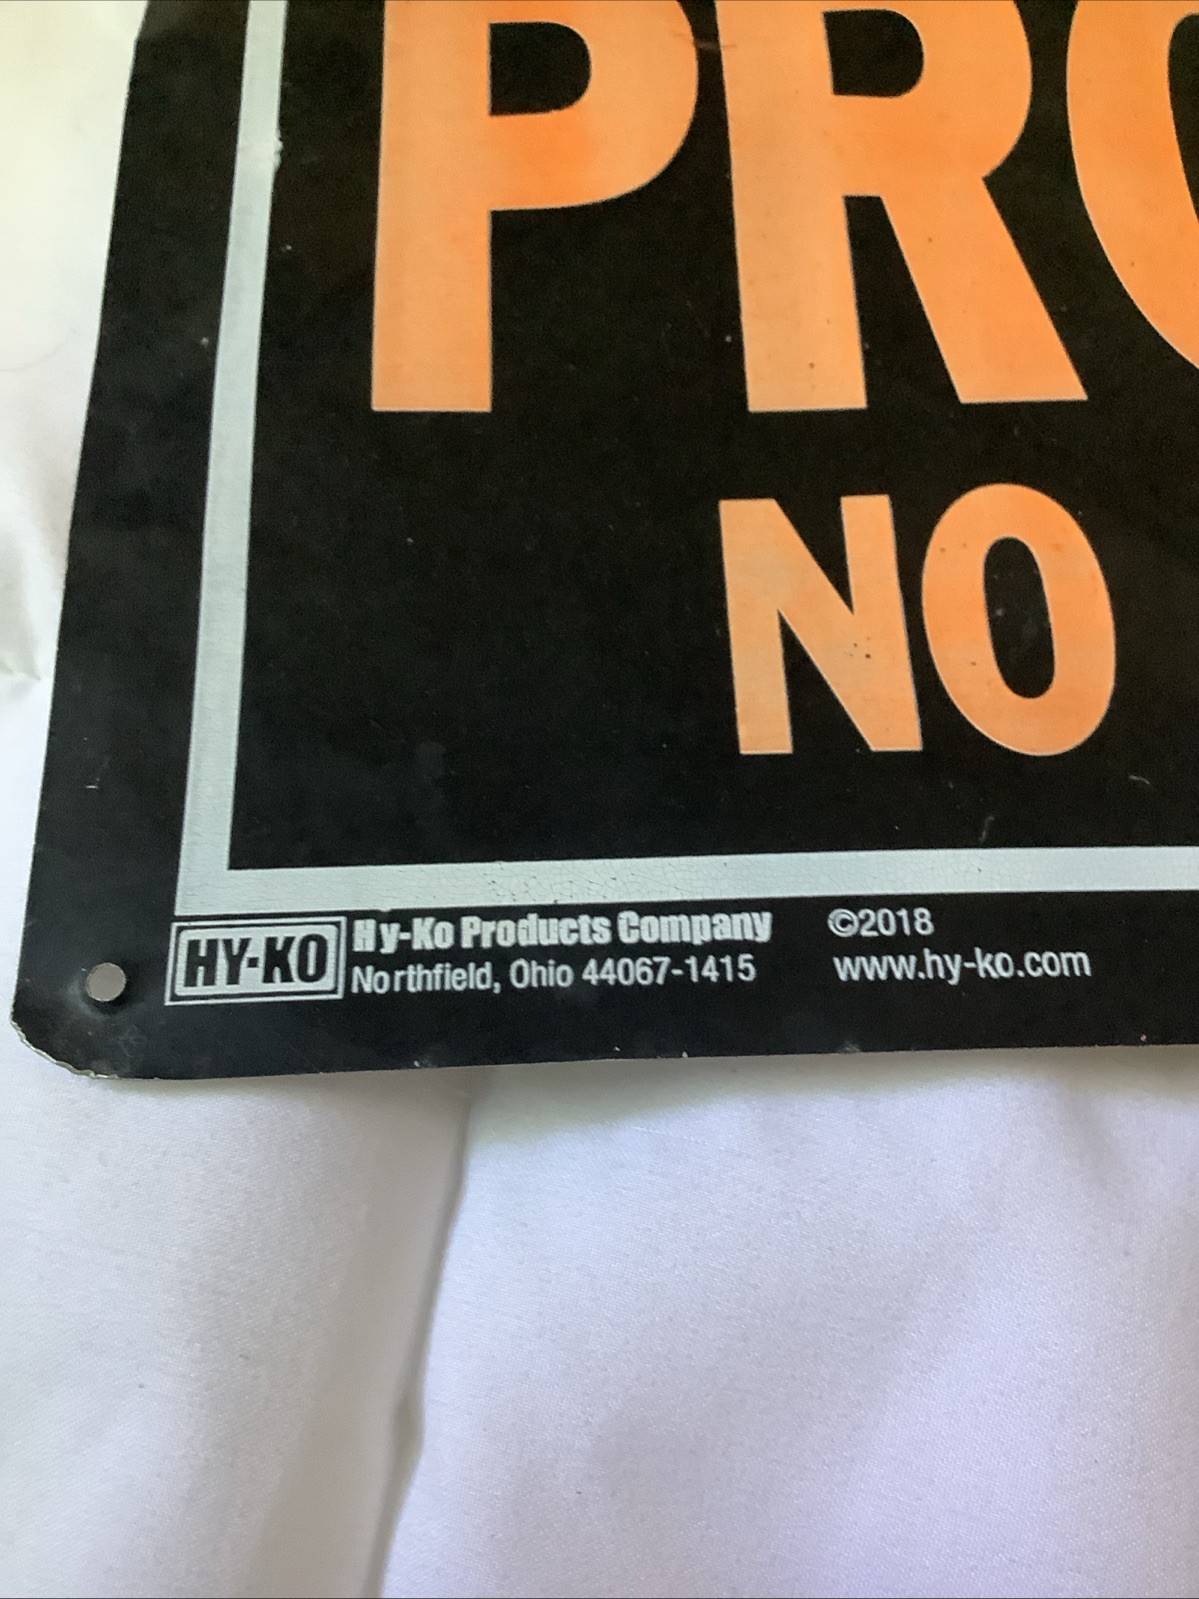 PRO
NO
HY-KO
Hy-Ko Products Company ©2018
Northfield, Ohio 44067-1415 www.hy-ko.com